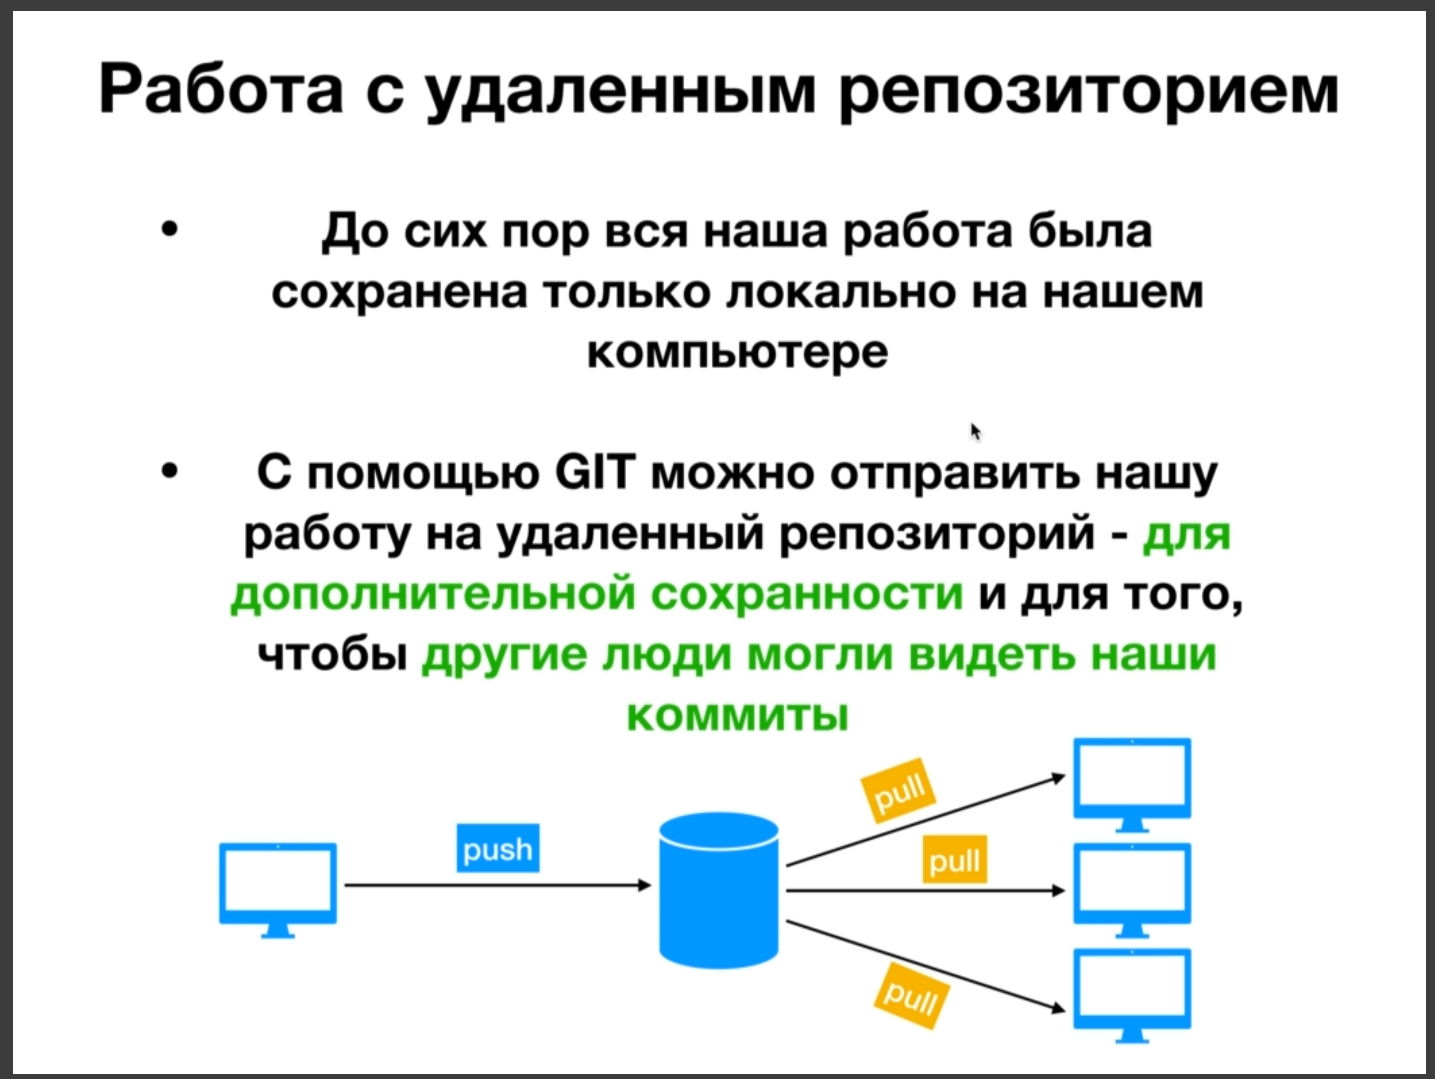 Работа с удаленным репозиторием
• До сих пор вся наша работа была
сохранена только локально на нашем
компьютере
• С помощью GIT можно отправить нашу
работу на удаленный репозиторий - для
дополнительной сохранности и для того,
чтобы другие люди могли видеть наши
коммиты
push
pull
pull
pull